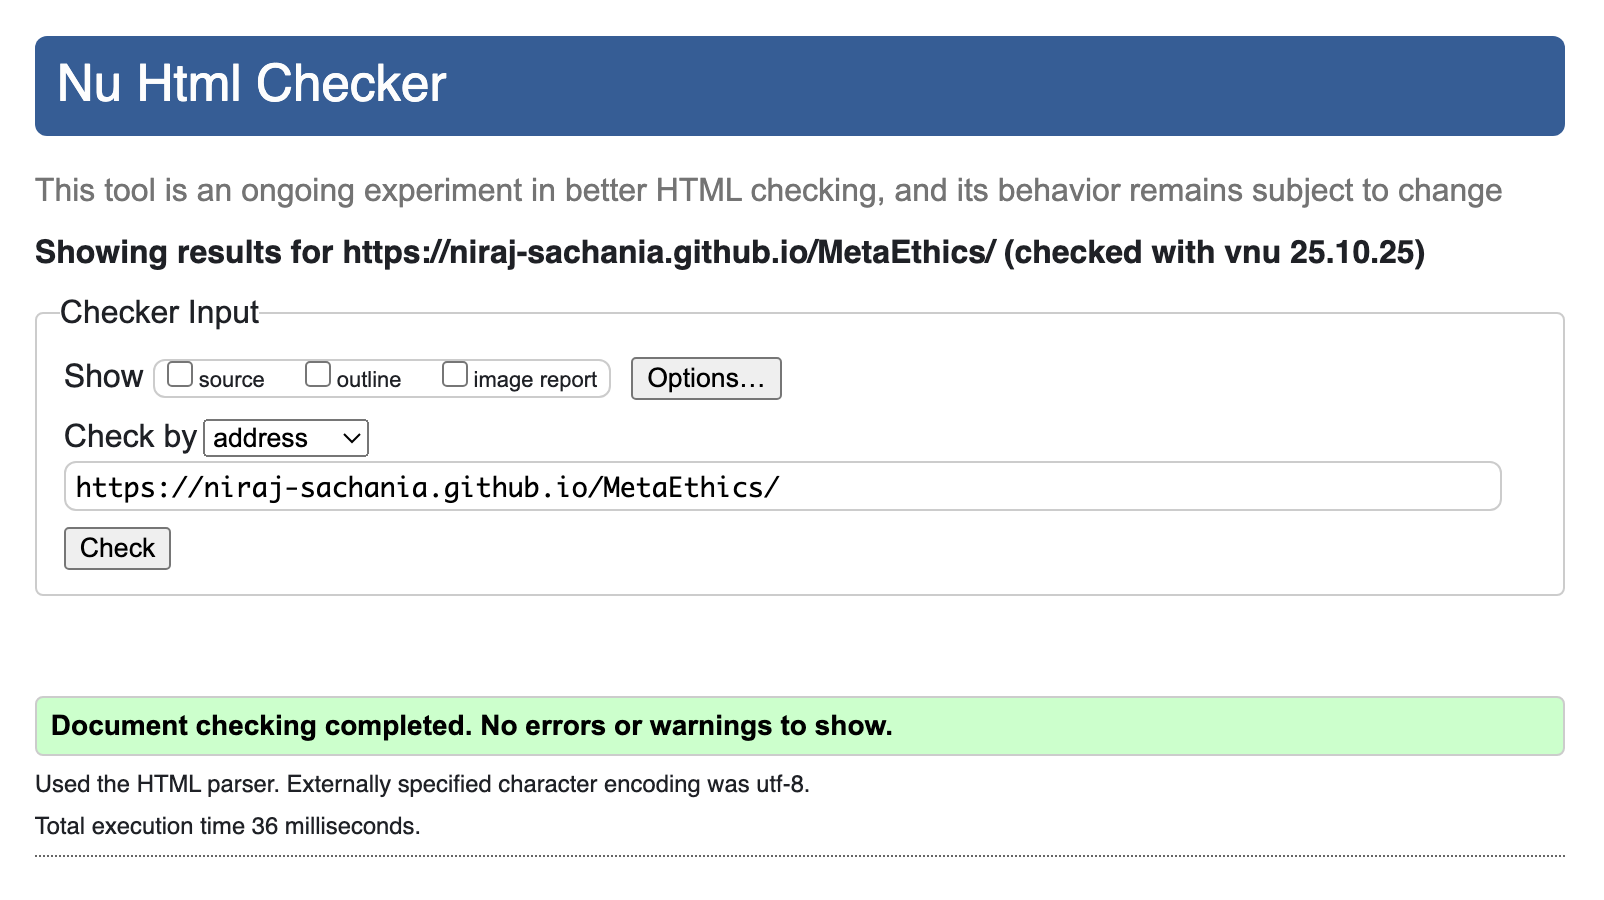 Nu Html Checker
This tool is an ongoing experiment in better HTML checking, and its behavior remains subject to change
Showing results for https://niraj-sachania.github.io/MetaEthics/ (checked with vnu 25.10.25)
Checker Input
Show source outline image report Options…
Check by address
https://niraj-sachania.github.io/MetaEthics/
Check
Document checking completed. No errors or warnings to show.
Used the HTML parser. Externally specified character encoding was utf-8.
Total execution time 36 milliseconds.